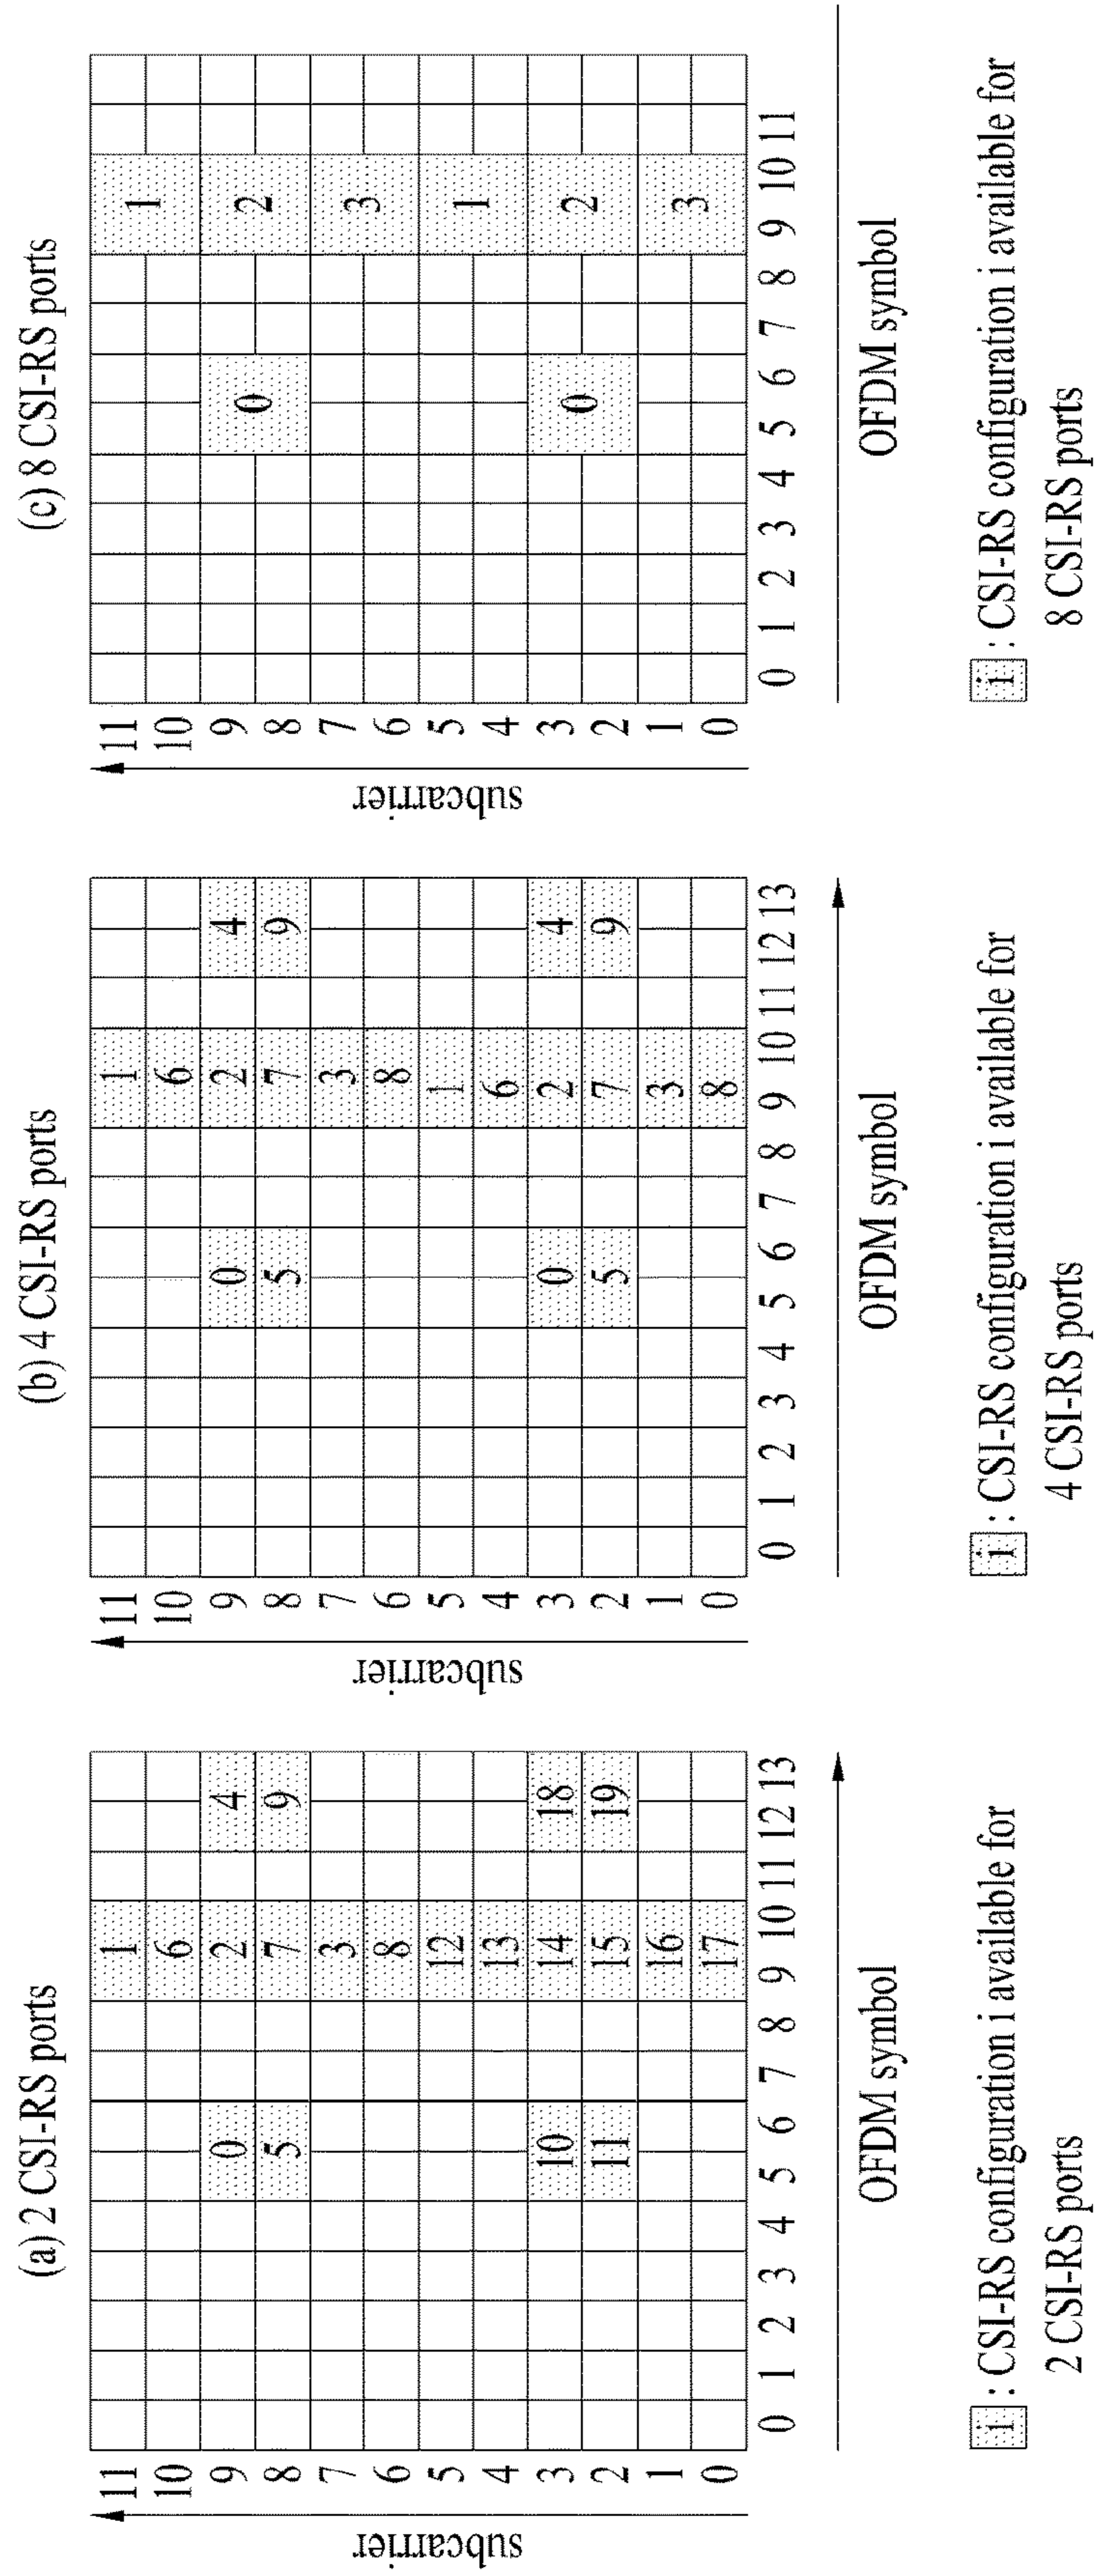 (a) 2 CSI-RS ports
subcarrier
11 1
10 6
9 0 2 4
8 5 7 9
7 3
6 8
5 12
4 13
3 10 14 18
2 11 15 19
1 16
0 17
0 1 2 3 4 5 6 7 8 9 10 11 12 13
OFDM symbol
i : CSI-RS configuration i available for
2 CSI-RS ports
(b) 4 CSI-RS ports
subcarrier
11 1
10 6
9 0 2 4
8 5 7 9
7 3
6 8
5 1
4 6
3 0 2 4
2 5 7 9
1 3
0 8
0 1 2 3 4 5 6 7 8 9 10 11 12 13
OFDM symbol
i : CSI-RS configuration i available for
4 CSI-RS ports
(c) 8 CSI-RS ports
subcarrier
11
10
1
9
8
0 2
7
6
3
5
4
1
3
2
0 2
1
0
3
0 1 2 3 4 5 6 7 8 9 10 11
OFDM symbol
i : CSI-RS configuration i available for
8 CSI-RS ports